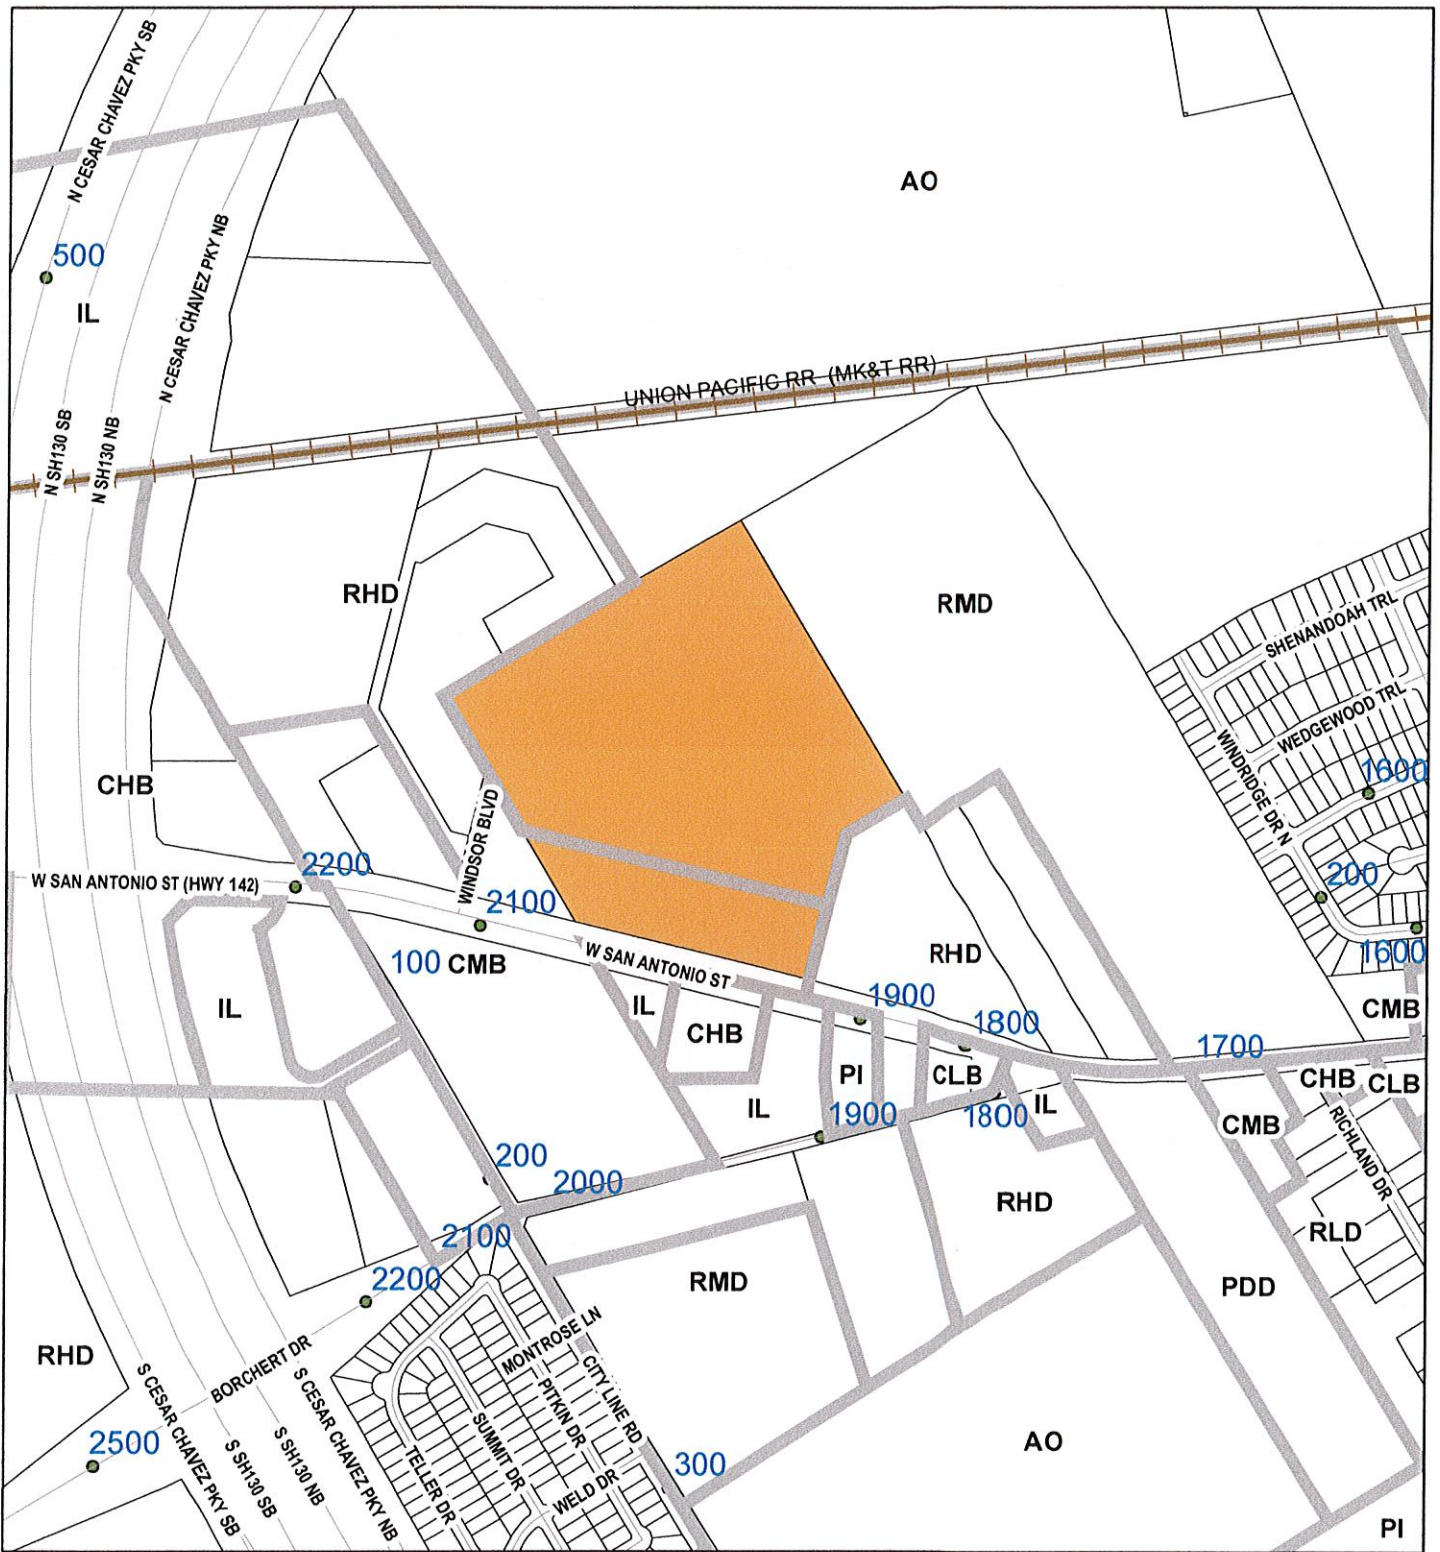 N CESAR CHAVEZ PKY SB
AO
500
IL
N CESAR CHAVEZ PKY NB
UNION PACIFIC RR (MK&T RR)
N SH130 SB
N SH130 NB
RHD
RMD
SHENANDOAH TRL
WEDGEWOOD TRL
WINDRIDGE DR N
1600
CHB
WINDSOR BLVD
2200
W SAN ANTONIO ST (HWY 142)
2100
200
1600
W SAN ANTONIO ST
100 CMB
RHD
IL
IL
CHB
1900
1800
CMB
1700
PI
CLB
CHB
CLB
IL
1900
1800
IL
CMB
RICHLAND DR
200
2000
RHD
RLD
2100
2200
RMD
PDD
RHD
BORCHERT DR
MONTROSE LN
CITY LINE RD
PITKIN DR
SUMMIT DR
TELLER DR
WELD DR
S CESAR CHAVEZ PKY SB
S SH130 SB
S SH130 NB
S CESAR CHAVEZ PKY NB
2500
300
AO
PI